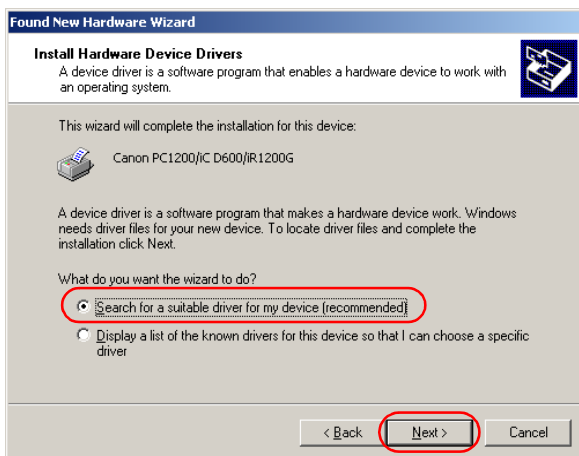 Found New Hardware Wizard
Install Hardware Device Drivers
A device driver is a software program that enables a hardware device to work with
an operating system.
This wizard will complete the installation for this device:
Canon PC1200/iC D600/iR1200G
A device driver is a software program that makes a hardware device work. Windows
needs driver files for your new device. To locate driver files and complete the
installation click Next.
What do you want the wizard to do?
Search for a suitable driver for my device (recommended)
Display a list of the known drivers for this device so that I can choose a specific
driver
< Back Next > Cancel